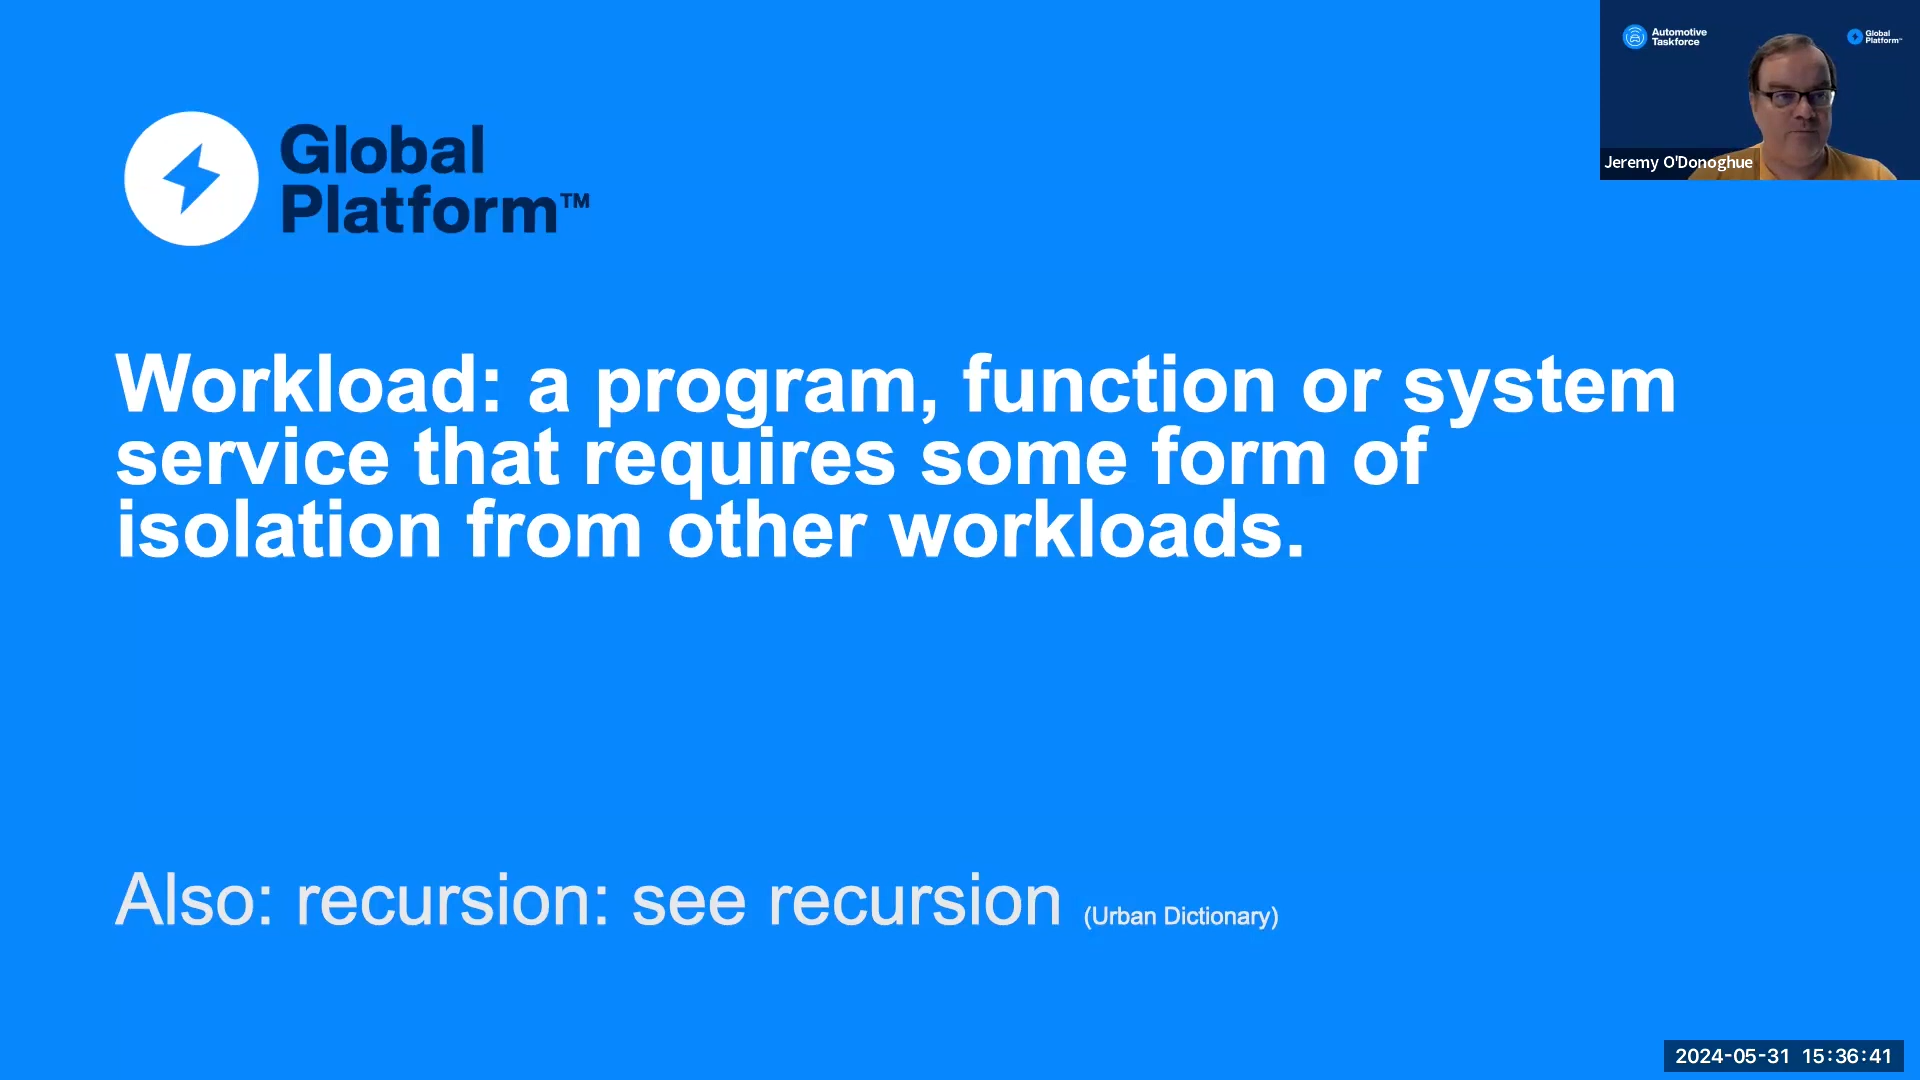 Automotive
Taskforce
Global
Platform™
Jeremy O'Donoghue
Global
Platform™
Workload: a program, function or system
service that requires some form of
isolation from other workloads.
Also: recursion: see recursion (Urban Dictionary)
2024-05-31 15:36:41